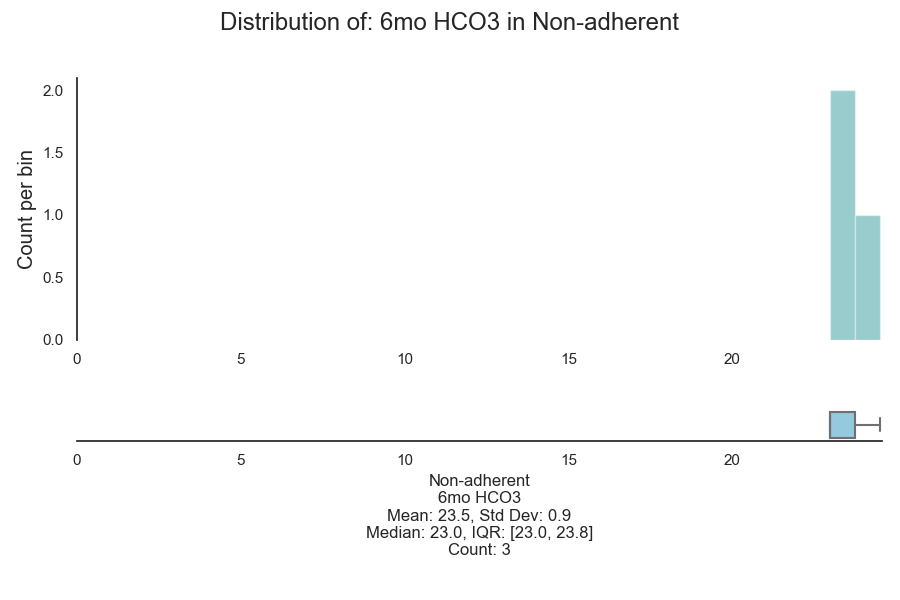 Distribution of: 6mo HCO3 in Non-adherent
Count per bin
2.0
1.5
1.0
0.5
0.0
0 5 10 15 20
0 5 10 15 20
Non-adherent
6mo HCO3
Mean: 23.5, Std Dev: 0.9
Median: 23.0, IQR: [23.0, 23.8]
Count: 3